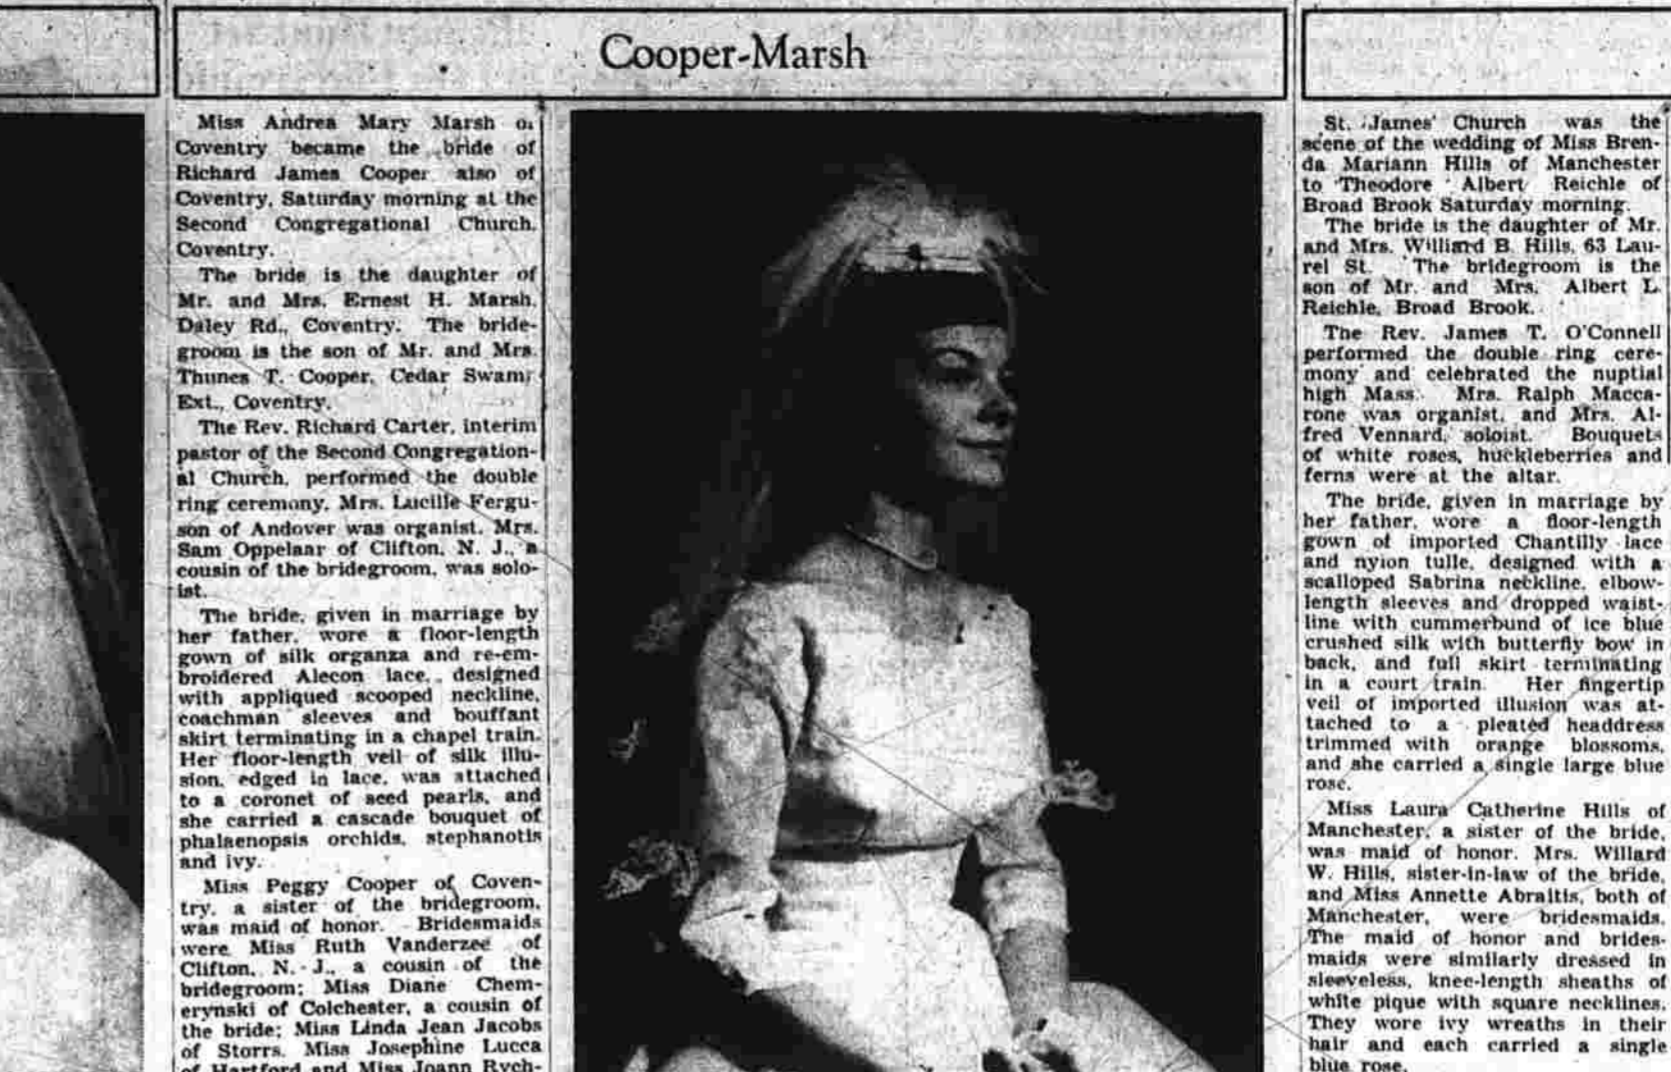 Cooper-Marsh
Miss Andrea Mary Marsh of
Coventry became the bride of
Richard James Cooper also of
Coventry, Saturday morning at the
Second Congregational Church,
Coventry.
The bride is the daughter of
Mr. and Mrs. Ernest H. Marsh,
Daley Rd., Coventry. The bride-
groom is the son of Mr. and Mrs.
Thunes T. Cooper, Cedar Swamp
Ext., Coventry.
The Rev. Richard Carter, interim
pastor of the Second Congregation-
al Church, performed the double
ring ceremony. Mrs. Lucille Fergu-
son of Andover was organist. Mrs.
Sam Oppelaar of Clifton, N. J., a
cousin of the bridegroom, was solo-
ist.
The bride, given in marriage by
her father, wore a floor-length
gown of silk organza and re-em-
broidered Alecon lace, designed
with appliqued scooped neckline,
coachman sleeves and bouffant
skirt terminating in a chapel train.
Her floor-length veil of silk illu-
sion, edged in lace, was attached
to a coronet of seed pearls, and
she carried a cascade bouquet of
phalaenopsis orchids, stephanotis
and ivy.
Miss Peggy Cooper of Coven-
try, a sister of the bridegroom,
was maid of honor. Bridesmaids
were Miss Ruth Vanderzee of
Clifton, N. J., a cousin of the
bridegroom; Miss Diane Chem-
erynski of Colchester, a cousin of
the bride; Miss Linda Jean Jacobs
of Storrs, Miss Josephine Lucca
of Hartford and Miss Joann Rych-
St. James' Church was the
scene of the wedding of Miss Bren-
da Mariann Hills of Manchester
to Theodore Albert Reichle of
Broad Brook Saturday morning.
The bride is the daughter of Mr.
and Mrs. Williard B. Hills, 63 Lau-
rel St. The bridegroom is the
son of Mr. and Mrs. Albert L.
Reichle, Broad Brook.
The Rev. James T. O'Connell
performed the double ring cere-
mony and celebrated the nuptial
high Mass. Mrs. Ralph Macca-
rone was organist, and Mrs. Al-
fred Vennard, soloist. Bouquets
of white roses, huckleberries and
ferns were at the altar.
The bride, given in marriage by
her father, wore a floor-length
gown of imported Chantilly lace
and nylon tulle, designed with a
scalloped Sabrina neckline, elbow-
length sleeves and dropped waist-
line with cummerbund of ice blue
crushed silk with butterfly bow in
back, and full skirt terminating
in a court train. Her fingertip
veil of imported illusion was at-
tached to a pleated headdress
trimmed with orange blossoms,
and she carried a single large blue
rose.
Miss Laura Catherine Hills of
Manchester, a sister of the bride,
was maid of honor. Mrs. Willard
W. Hills, sister-in-law of the bride,
and Miss Annette Abraitis, both of
Manchester, were bridesmaids.
The maid of honor and brides-
maids were similarly dressed in
sleeveless, knee-length sheaths of
white pique with square necklines.
They wore ivy wreaths in their
hair and each carried a single
blue rose.